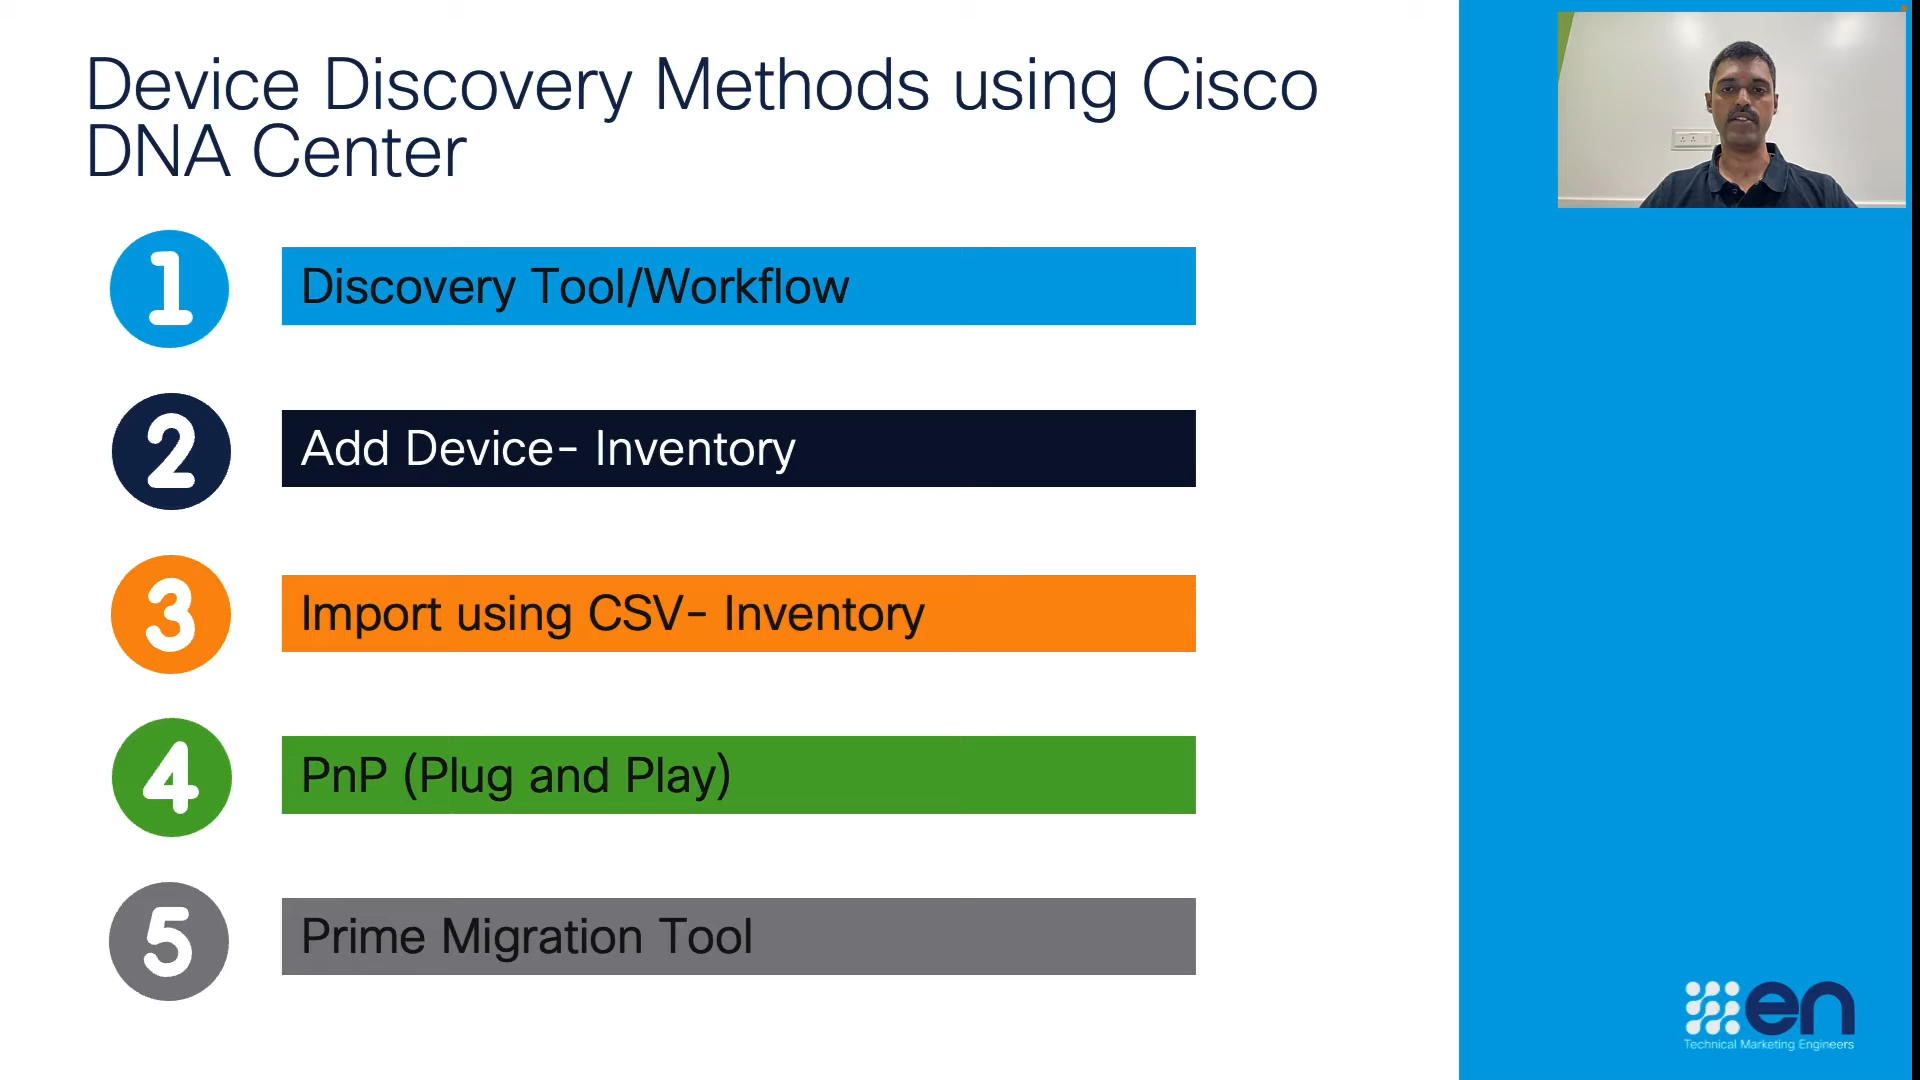 Device Discovery Methods using Cisco
DNA Center
1
Discovery Tool/Workflow
2
Add Device- Inventory
3
Import using CSV- Inventory
4
PnP (Plug and Play)
5
Prime Migration Tool
en
Technical Marketing Engineers